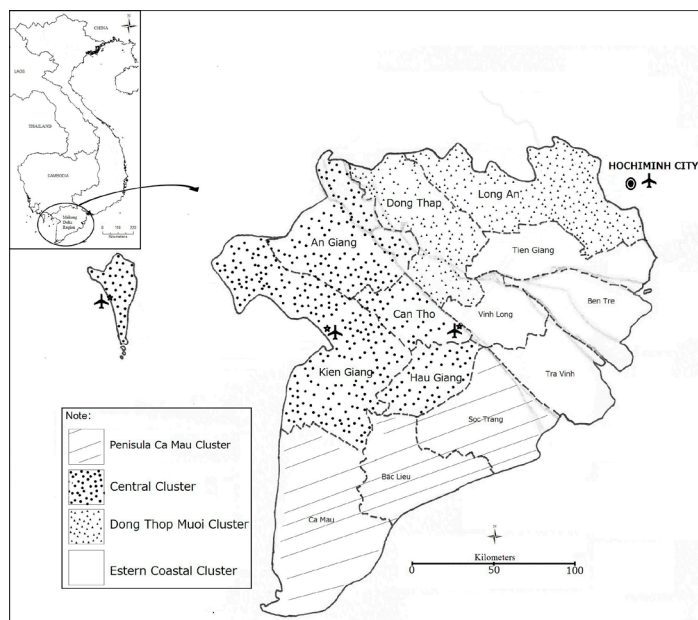 CHINA
N
LAOS
THAILAND
CAMBODIA
Mekong
Delta
Region
Kilometers
HOCHIMINH CITY
Long An
Dong Thap
An Giang
Tien Giang
Ben Tre
Can Tho
Vinh Long
Kien Giang
Hau Giang
Tra Vinh
Soc Trang
Bac Lieu
Ca Mau
Note:
Penisula Ca Mau Cluster
Central Cluster
Dong Thop Muoi Cluster
Estern Coastal Cluster
N
Kilometers
0 50 100